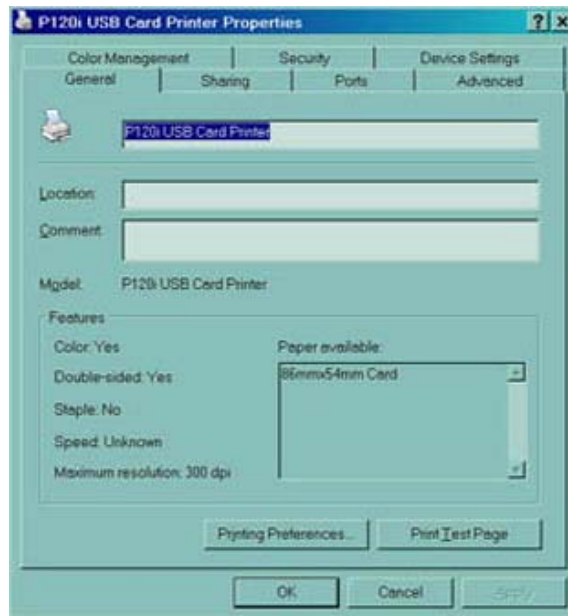 P120i USB Card Printer Properties
? ×
Color Management Security Device Settings
General Sharing Ports Advanced
P120i USB Card Printer
Location:
Comment:
Model: P120i USB Card Printer
Features
Color: Yes
Paper available:
Double-sided: Yes
86mmx54mm Card
Staple: No
Speed: Unknown
Maximum resolution: 300 dpi
Printing Preferences...
Print Test Page
OK Cancel Apply